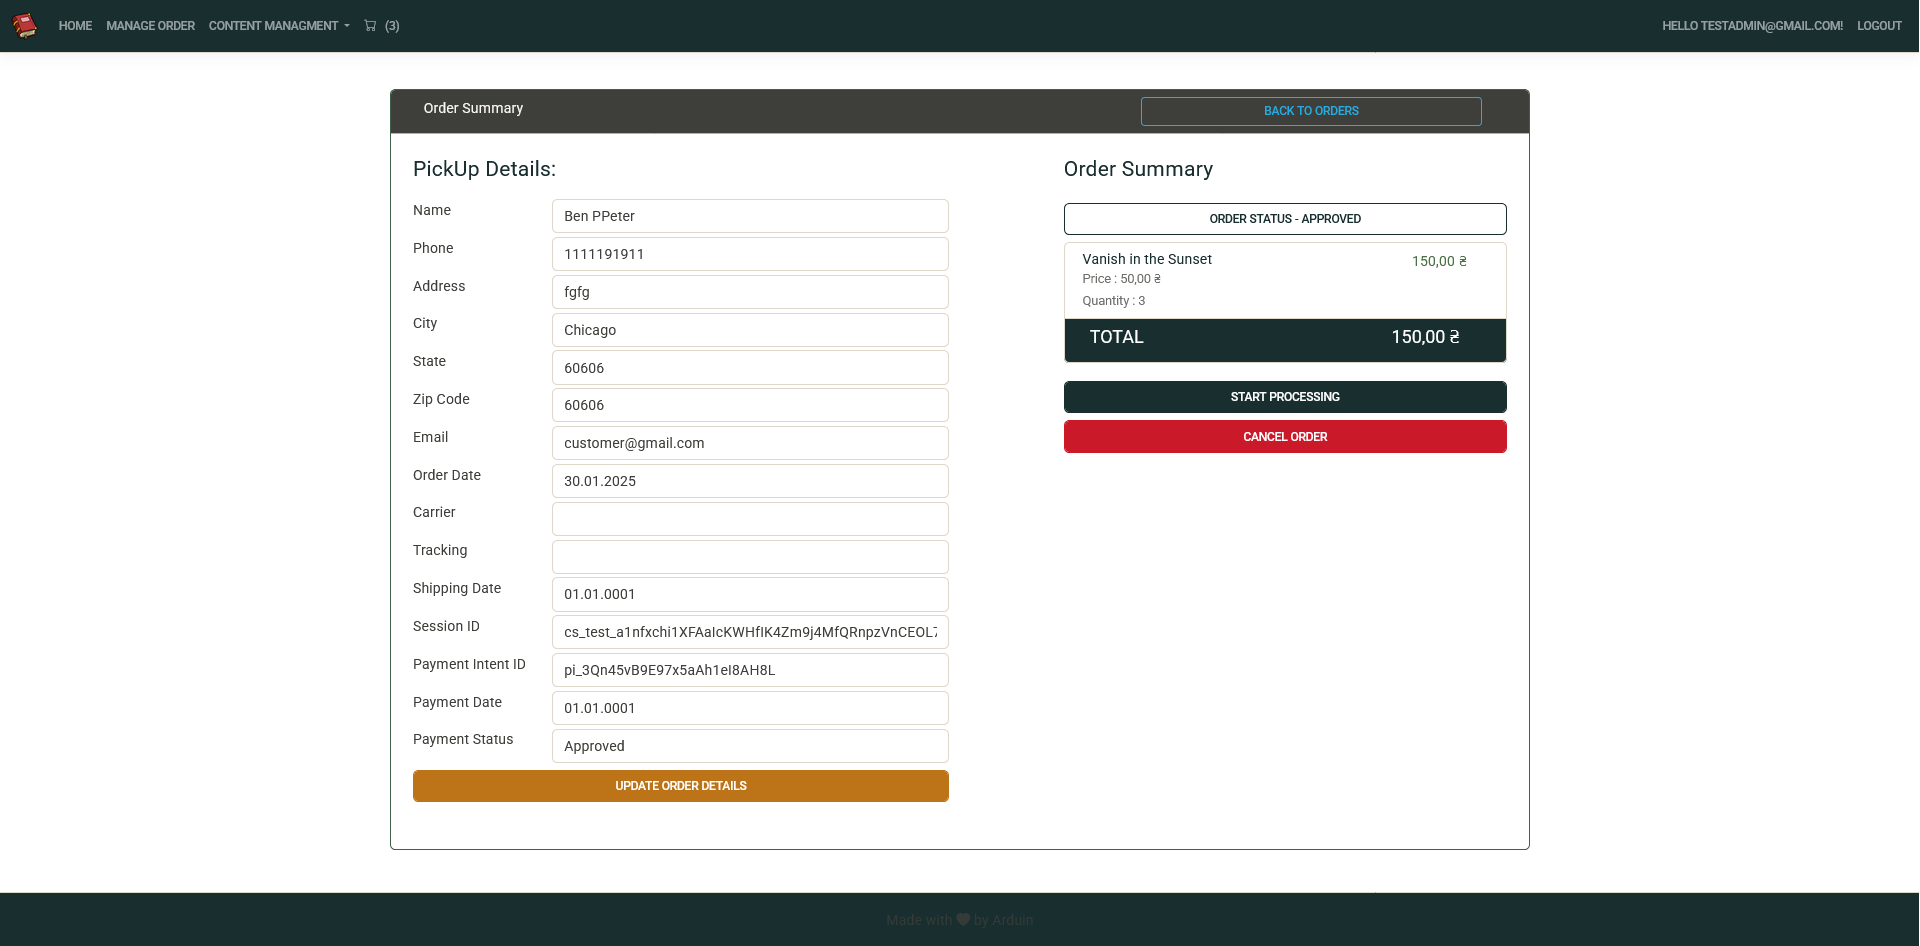 HOME MANAGE ORDER CONTENT MANAGMENT (3) HELLO TESTADMIN@GMAIL.COM! LOGOUT
Order Summary BACK TO ORDERS
PickUp Details:
Name Ben PPeter
Phone 1111191911
Address fgfg
City Chicago
State 60606
Zip Code 60606
Email customer@gmail.com
Order Date 30.01.2025
Carrier
Tracking
Shipping Date 01.01.0001
Session ID cs_test_a1nfxchi1XFAaIcKWHfIK4Zm9j4MfQRnpzVnCEOL7
Payment Intent ID pi_3Qn45vB9E97x5aAh1eI8AH8L
Payment Date 01.01.0001
Payment Status Approved
UPDATE ORDER DETAILS
Order Summary
ORDER STATUS - APPROVED
Vanish in the Sunset 150,00 ₴
Price : 50,00 ₴
Quantity : 3
TOTAL 150,00 ₴
START PROCESSING
CANCEL ORDER
Made with 🖤 by Arduin